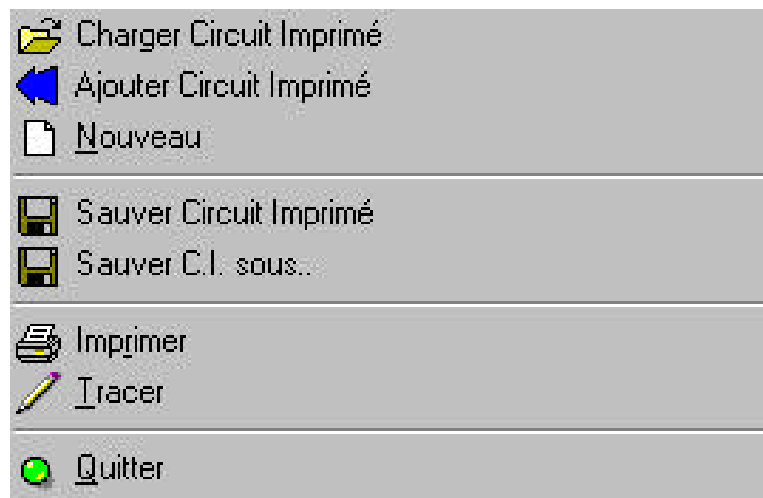 Charger Circuit Imprimé
Ajouter Circuit Imprimé
Nouveau
Sauver Circuit Imprimé
Sauver C.I. sous..
Imprimer
Tracer
Quitter